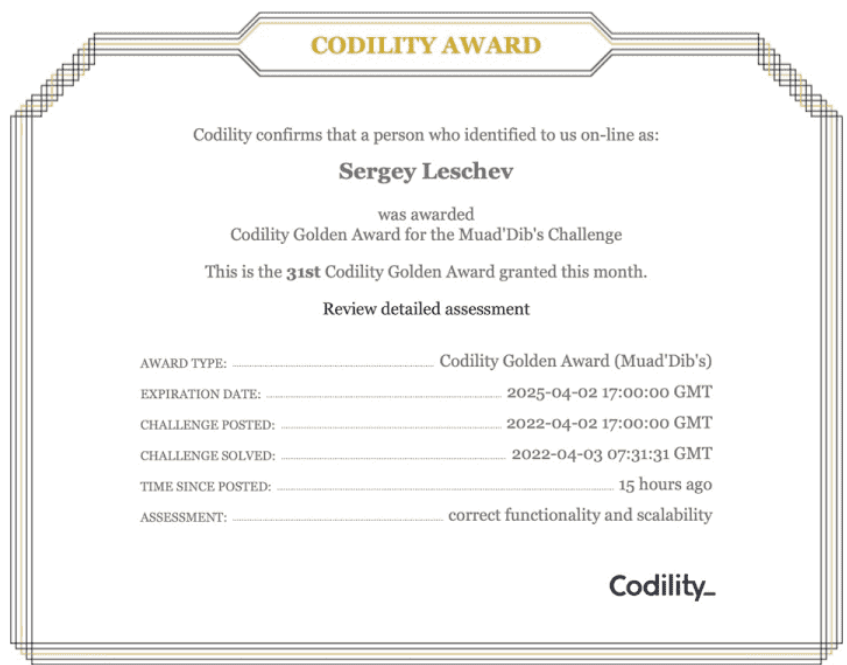 CODILITY AWARD
Codility confirms that a person who identified to us on-line as:
Sergey Leschev
was awarded
Codility Golden Award for the Muad'Dib's Challenge
This is the 31st Codility Golden Award granted this month.
Review detailed assessment
AWARD TYPE: Codility Golden Award (Muad'Dib's)
EXPIRATION DATE: 2025-04-02 17:00:00 GMT
CHALLENGE POSTED: 2022-04-02 17:00:00 GMT
CHALLENGE SOLVED: 2022-04-03 07:31:31 GMT
TIME SINCE POSTED: 15 hours ago
ASSESSMENT: correct functionality and scalability
Codility_